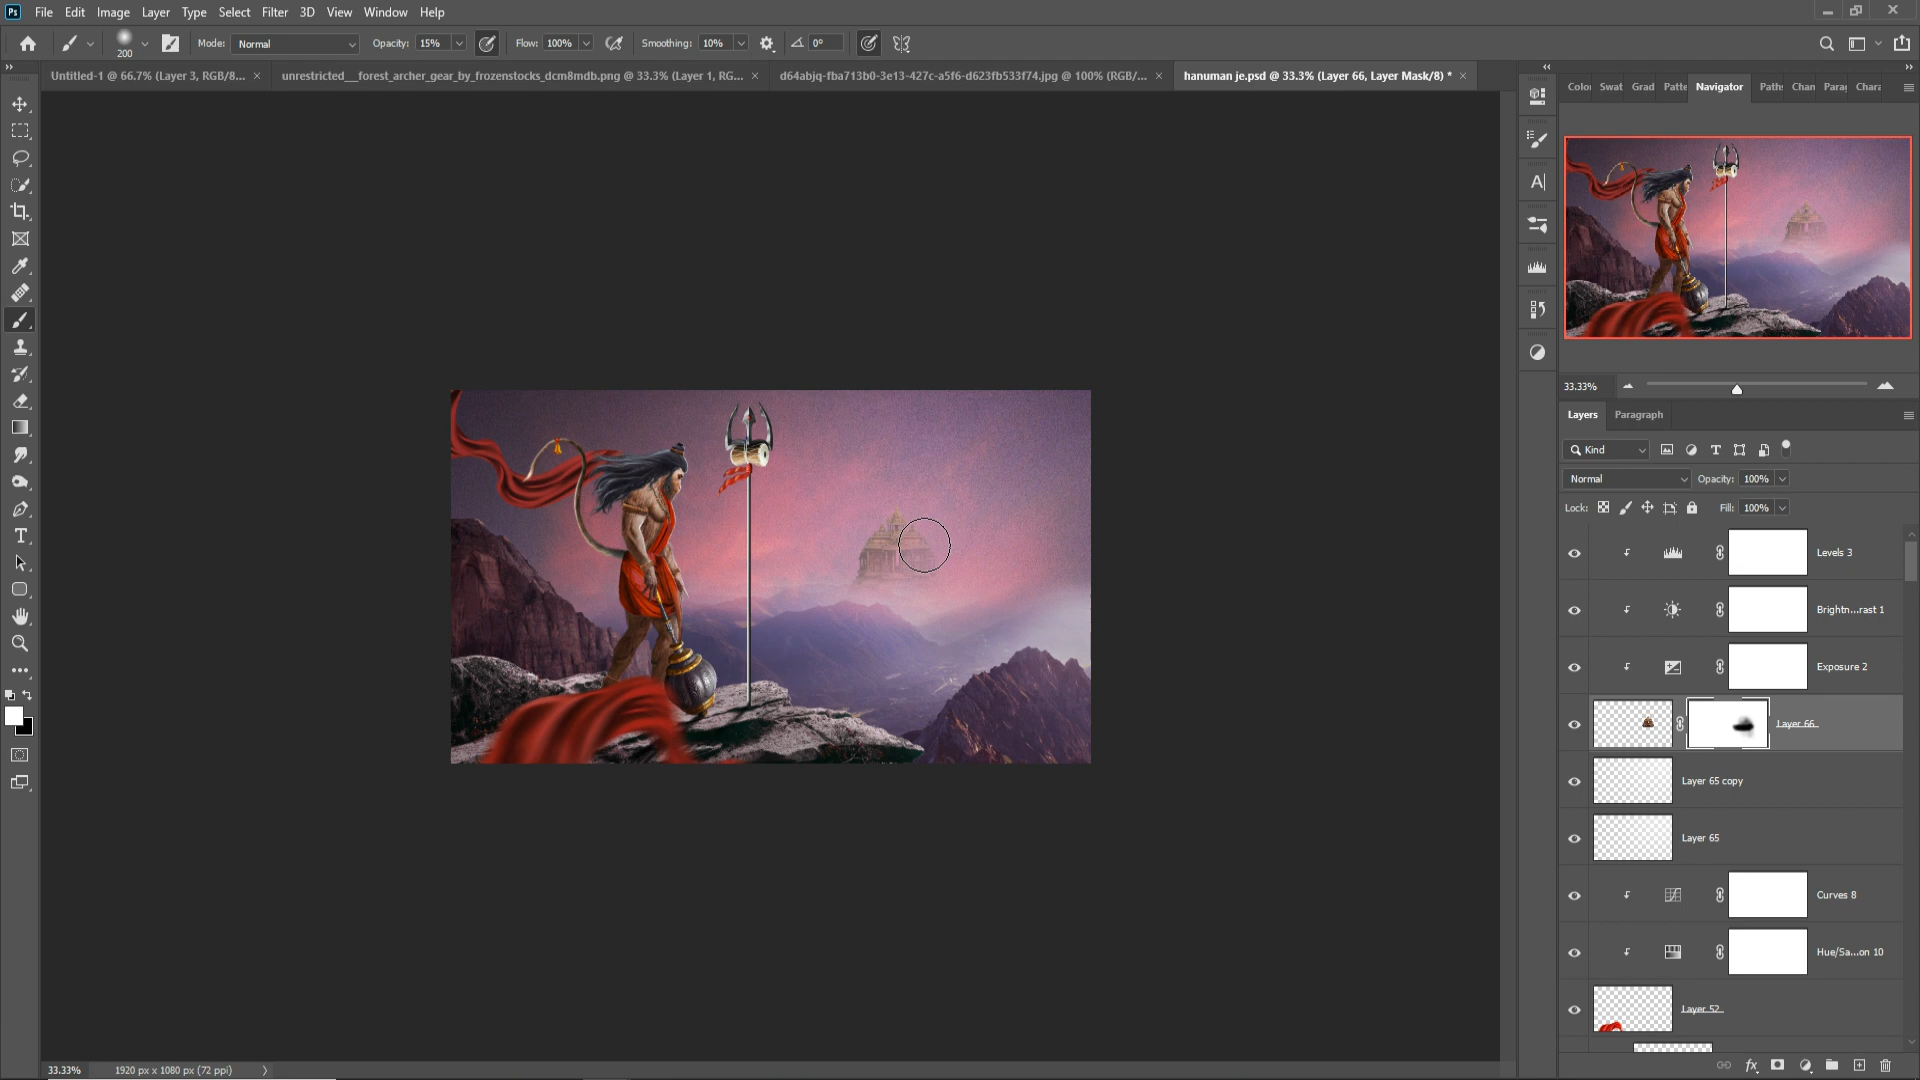 Ps File Edit Image Layer Type Select Filter 3D View Window Help
200 Mode: Normal Opacity: 15% Flow: 100% Smoothing: 10% 0°
Untitled-1 @ 66.7% (Layer 3, RGB/8... × unrestricted__forest_archer_gear_by_frozenstocks_dcm8mdb.png @ 33.3% (Layer 1, RG... × d64abjq-fba713b0-3e13-427c-a5f6-d623fb533f74.jpg @ 100% (RGB/... × hanuman je.psd @ 33.3% (Layer 66, Layer Mask/8) * ×
Color Swat Grad Patte Navigator Paths Chan Parag Chara
33.33%
Layers Paragraph
Kind
Normal Opacity: 100%
Lock: Fill: 100%
Levels 3
Brightn...rast 1
Exposure 2
Layer 66
Layer 65 copy
Layer 65
Curves 8
Hue/Sa...on 10
Layer 52
33.33% 1920 px x 1080 px (72 ppi)